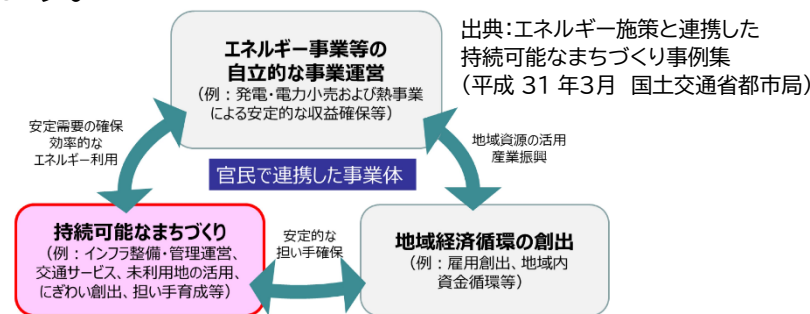 エネルギー事業等の
自立的な事業運営
(例：発電・電力小売および熱事業
による安定的な収益確保等)
出典：エネルギー施策と連携した
持続可能なまちづくり事例集
(平成 31 年3月　国土交通省都市局)
安定需要の確保
効率的な
エネルギー利用
地域資源の活用
産業振興
官民で連携した事業体
持続可能なまちづくり
(例：インフラ整備・管理運営、
交通サービス、未利用地の活用、
にぎわい創出、担い手育成等)
安定的な
担い手確保
地域経済循環の創出
(例：雇用創出、地域内
資金循環等)